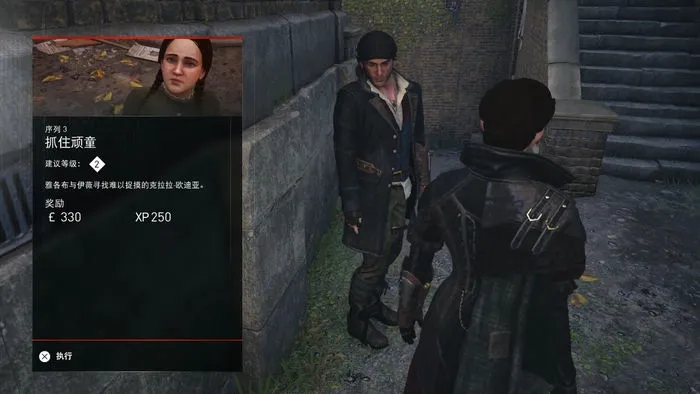 序列 3
抓住顽童
建议等级： 2
雅各布与伊薇寻找难以捉摸的克拉拉·欧迪亚。
奖励
£ 330 XP 250
执行